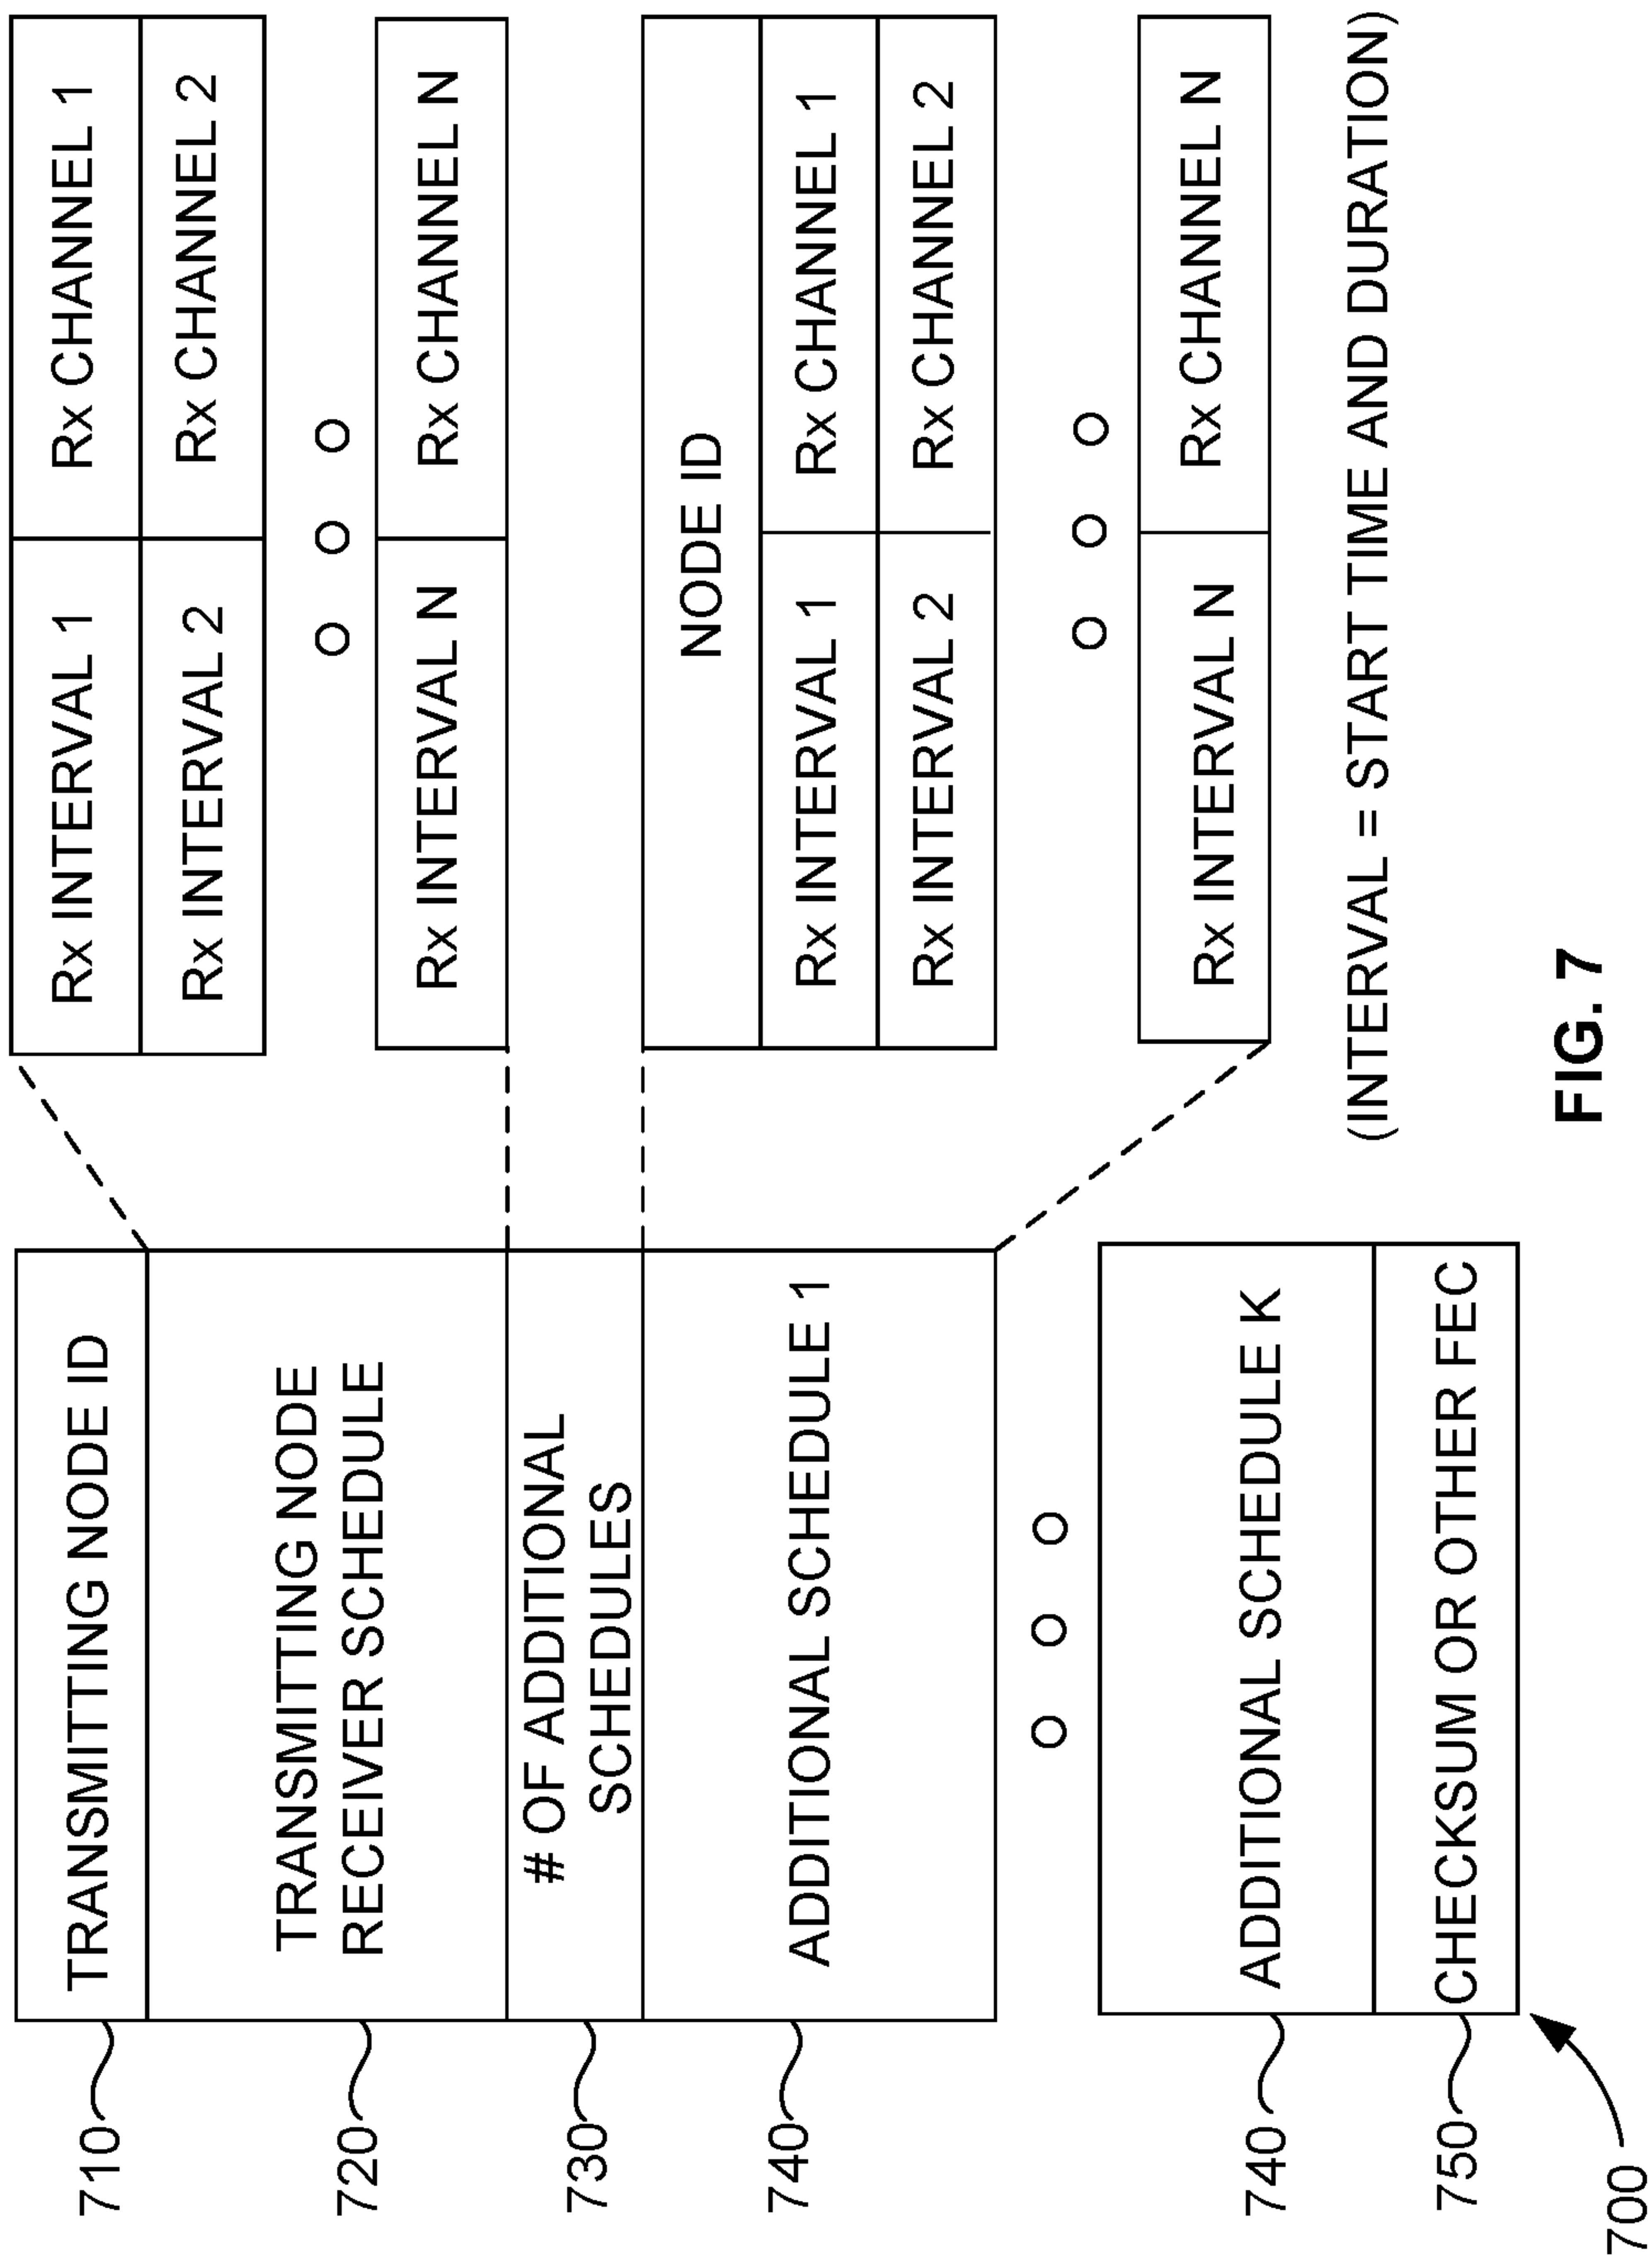 710
TRANSMITTING NODE ID
720
TRANSMITTING NODE
RECEIVER SCHEDULE
730
# OF ADDITIONAL
SCHEDULES
740
ADDITIONAL SCHEDULE 1
740
ADDITIONAL SCHEDULE K
750
CHECKSUM OR OTHER FEC
700
Rx INTERVAL 1 Rx CHANNEL 1
Rx INTERVAL 2 Rx CHANNEL 2
Rx INTERVAL N Rx CHANNEL N
NODE ID
Rx INTERVAL 1 Rx CHANNEL 1
Rx INTERVAL 2 Rx CHANNEL 2
Rx INTERVAL N Rx CHANNEL N
(INTERVAL = START TIME AND DURATION)
FIG. 7